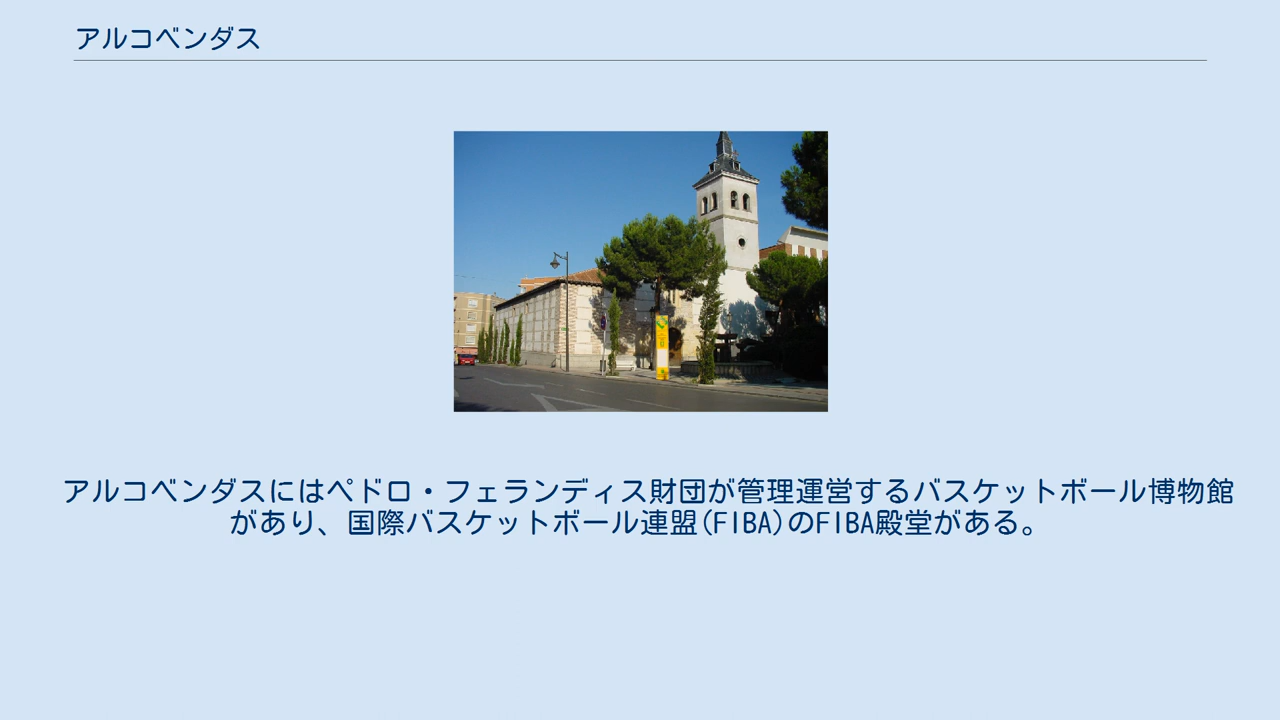 アルコベンダス
アルコベンダスにはペドロ・フェランディス財団が管理運営するバスケットボール博物館
があり、国際バスケットボール連盟(FIBA)のFIBA殿堂がある。